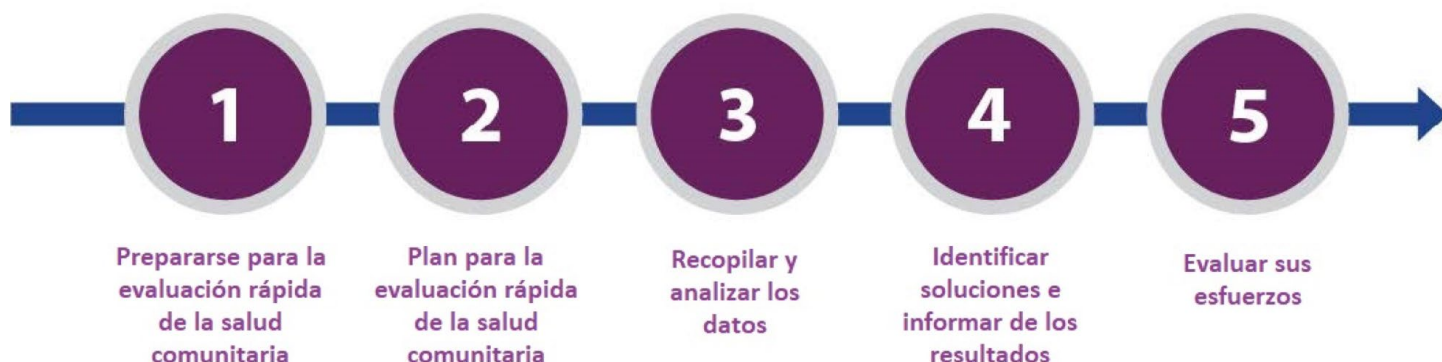 1
2
3
4
5
Prepararse para la
evaluación rápida
de la salud
comunitaria
Plan para la
evaluación rápida
de la salud
comunitaria
Recopilar y
analizar los
datos
Identificar
soluciones e
informar de los
resultados
Evaluar sus
esfuerzos